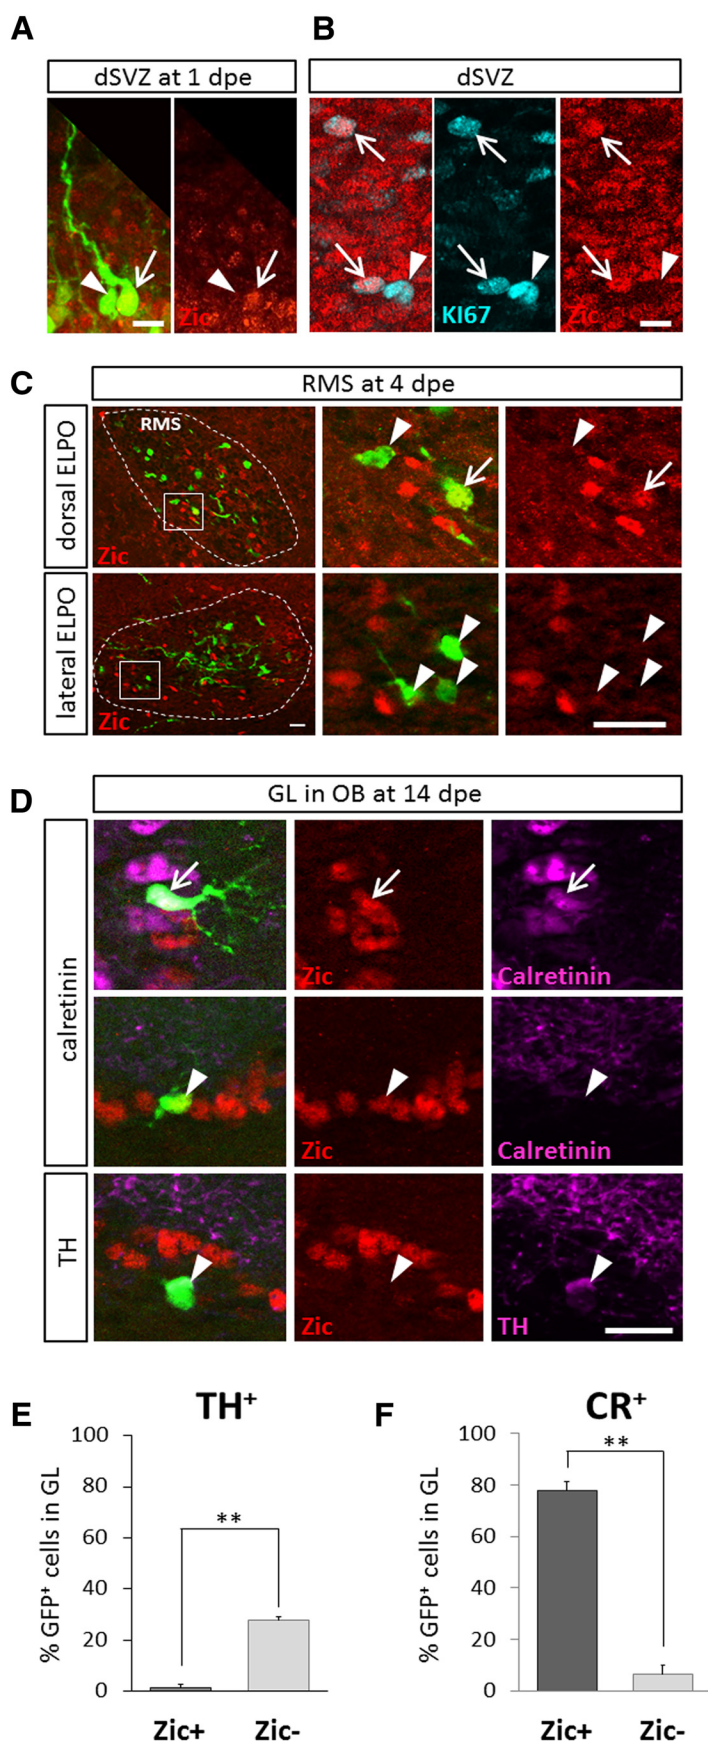 A
B
dSVZ at 1 dpe
dSVZ
Zic
KI67
Zic
C
RMS at 4 dpe
dorsal ELPO
RMS
Zic
lateral ELPO
Zic
D
GL in OB at 14 dpe
calretinin
Zic
Calretinin
Zic
Calretinin
TH
Zic
TH
E
TH+
F
CR+
% GFP+ cells in GL
100
80
60
40
20
0
**
Zic+
Zic-
% GFP+ cells in GL
100
80
60
40
20
0
**
Zic+
Zic-